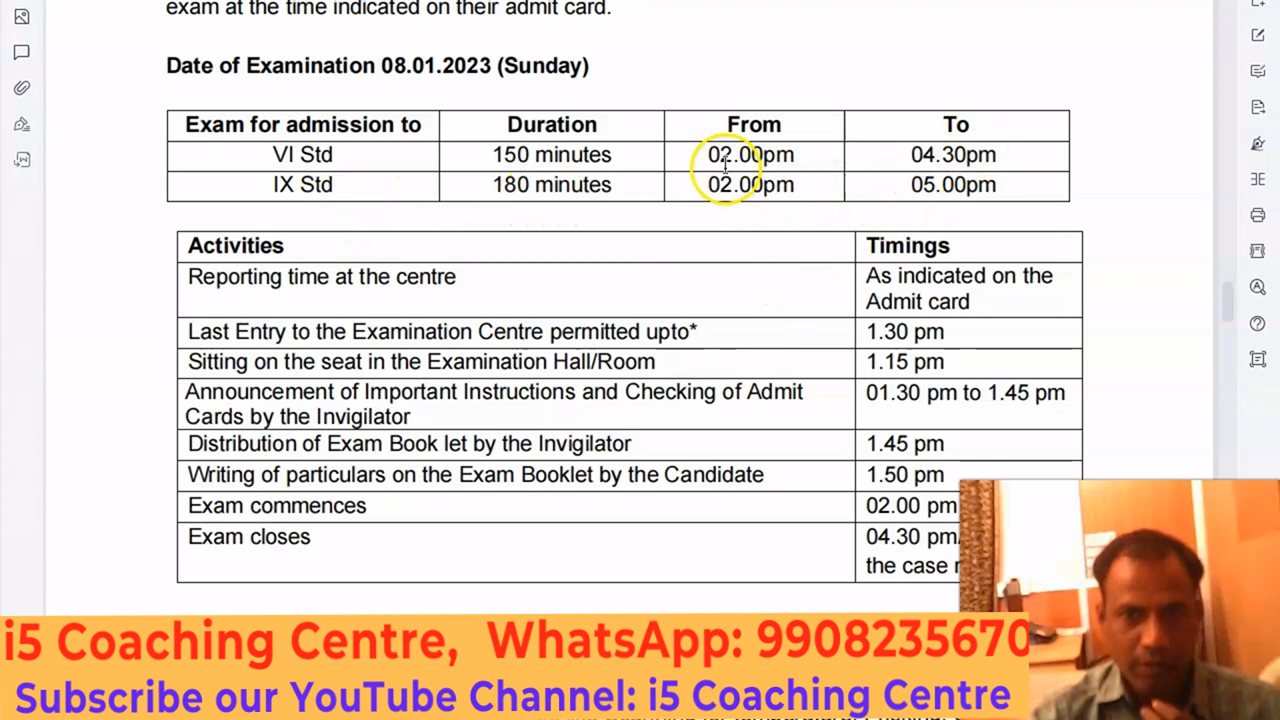 exam at the time indicated on their admit card.
Date of Examination 08.01.2023 (Sunday)
Exam for admission to Duration From To
VI Std 150 minutes 02.00pm 04.30pm
IX Std 180 minutes 02.00pm 05.00pm
Activities Timings
Reporting time at the centre As indicated on the
Admit card
Last Entry to the Examination Centre permitted upto* 1.30 pm
Sitting on the seat in the Examination Hall/Room 1.15 pm
Announcement of Important Instructions and Checking of Admit 01.30 pm to 1.45 pm
Cards by the Invigilator
Distribution of Exam Book let by the Invigilator 1.45 pm
Writing of particulars on the Exam Booklet by the Candidate 1.50 pm
Exam commences 02.00 pm
Exam closes 04.30 pm
the case
i5 Coaching Centre, WhatsApp: 9908235670
Subscribe our YouTube Channel: i5 Coaching Centre